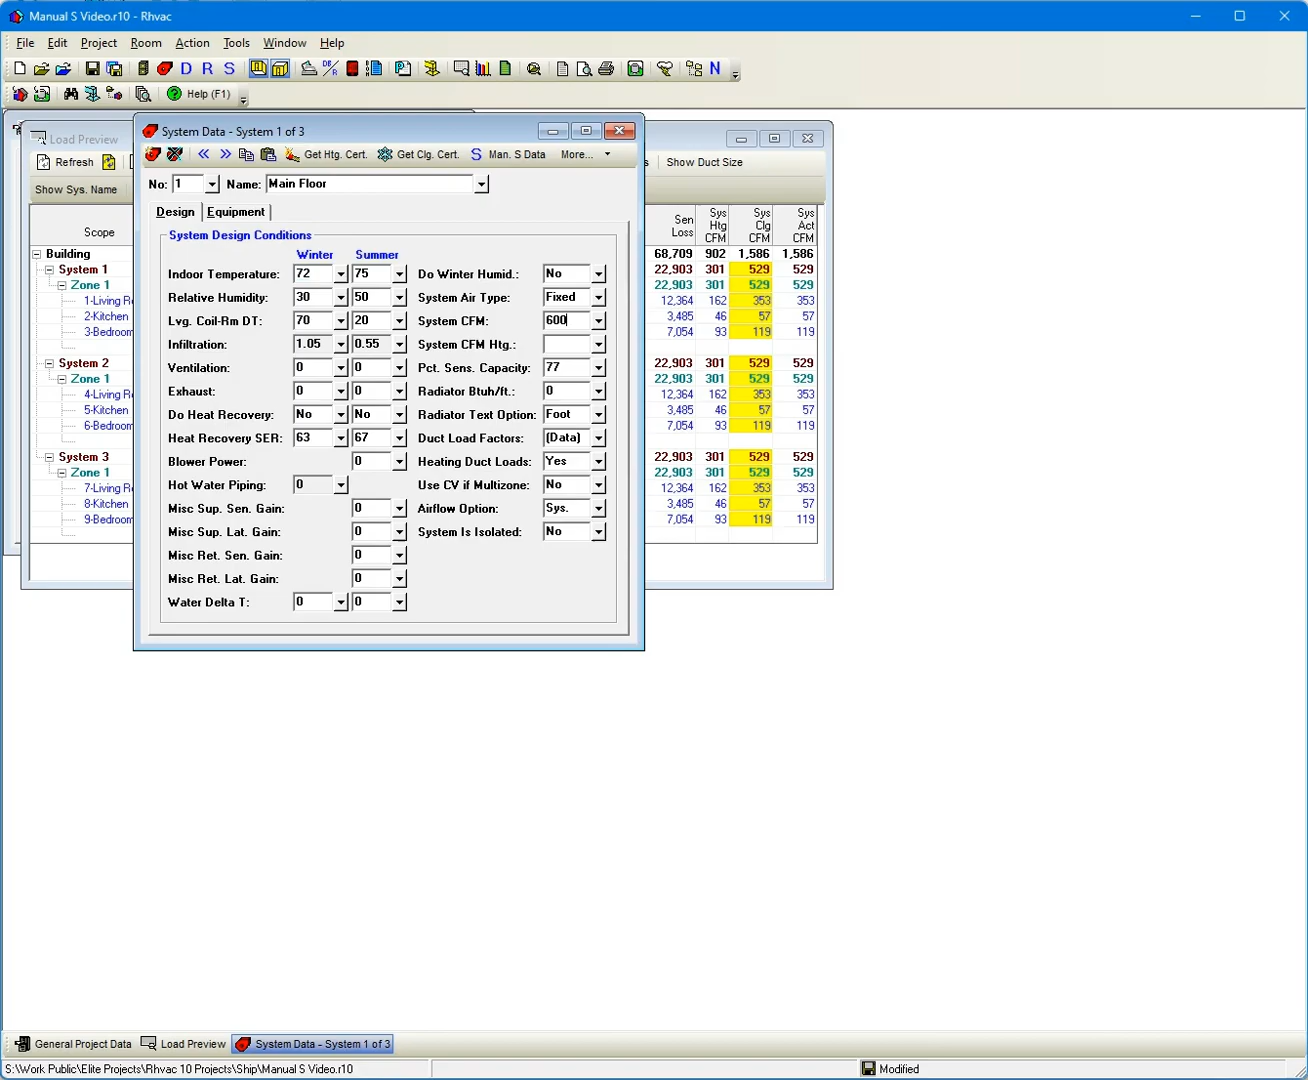 Manual S Video.r10 - Rhvac
File Edit Project Room Action Tools Window Help
D R S N
Help (F1)
Load Preview
Refresh
Show Duct Size
Show Sys. Name
Scope
Sen Loss
Sys Htg CFM
Sys Clg CFM
Sys Act CFM
Building 68,709 902 1,586 1,586
System 1 22,903 301 529 529
Zone 1 22,903 301 529 529
1-Living R 12,364 162 353 353
2-Kitchen 3,485 46 57 57
3-Bedroom 7,054 93 119 119
System 2 22,903 301 529 529
Zone 1 22,903 301 529 529
4-Living R 12,364 162 353 353
5-Kitchen 3,485 46 57 57
6-Bedroom 7,054 93 119 119
System 3 22,903 301 529 529
Zone 1 22,903 301 529 529
7-Living R 12,364 162 353 353
8-Kitchen 3,485 46 57 57
9-Bedroom 7,054 93 119 119
System Data - System 1 of 3
Get Htg. Cert. Get Clg. Cert. S Man. S Data More...
No: 1 Name: Main Floor
Design Equipment
System Design Conditions
Winter Summer
Indoor Temperature: 72 75 Do Winter Humid.: No
Relative Humidity: 30 50 System Air Type: Fixed
Lvg. Coil-Rm DT: 70 20 System CFM: 600
Infiltration: 1.05 0.55 System CFM Htg.:
Ventilation: 0 0 Pct. Sens. Capacity: 77
Exhaust: 0 0 Radiator Btuh/ft.: 0
Do Heat Recovery: No No Radiator Text Option: Foot
Heat Recovery SER: 63 67 Duct Load Factors: (Data)
Blower Power: 0 Heating Duct Loads: Yes
Hot Water Piping: 0 Use CV if Multizone: No
Misc Sup. Sen. Gain: 0 Airflow Option: Sys.
Misc Sup. Lat. Gain: 0 System Is Isolated: No
Misc Ret. Sen. Gain: 0
Misc Ret. Lat. Gain: 0
Water Delta T: 0 0
General Project Data Load Preview System Data - System 1 of 3
S:\Work Public\Elite Projects\Rhvac 10 Projects\Ship\Manual S Video.r10 Modified